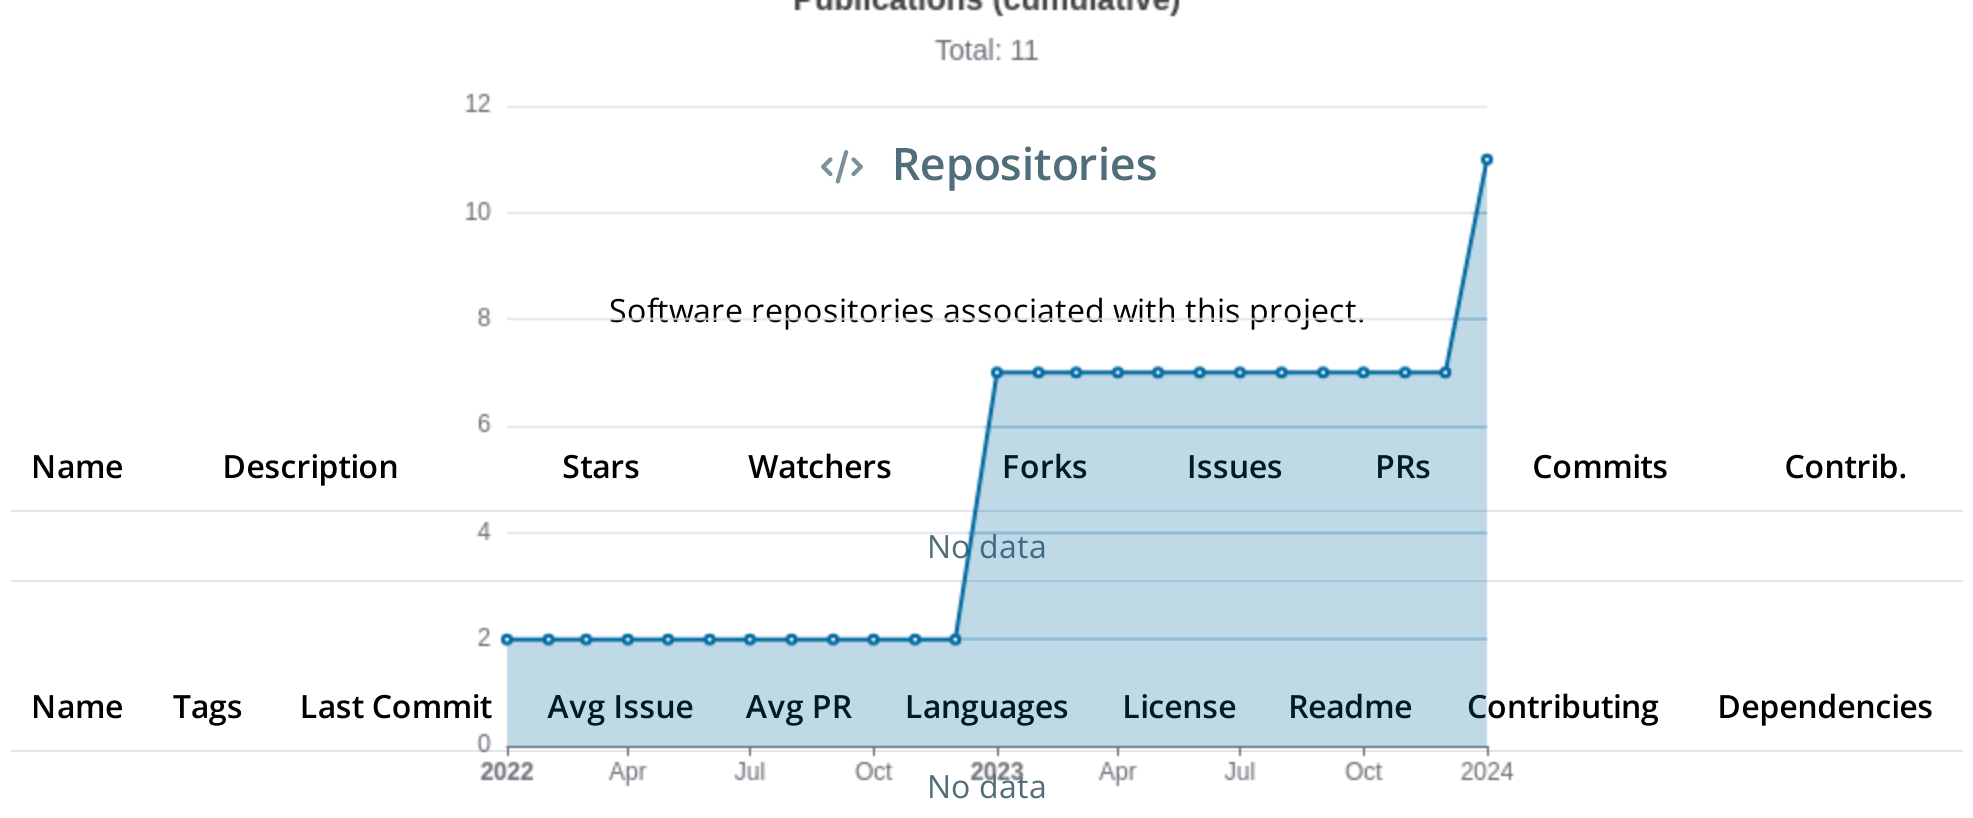 Publications (cumulative)
Total: 11
12
</> Repositories
10
Software repositories associated with this project.
8
6
Name Description Stars Watchers Forks Issues PRs Commits Contrib.
4
No data
2
Name Tags Last Commit Avg Issue Avg PR Languages License Readme Contributing Dependencies
0
2022 Apr Jul Oct 2023 Apr Jul Oct 2024
No data